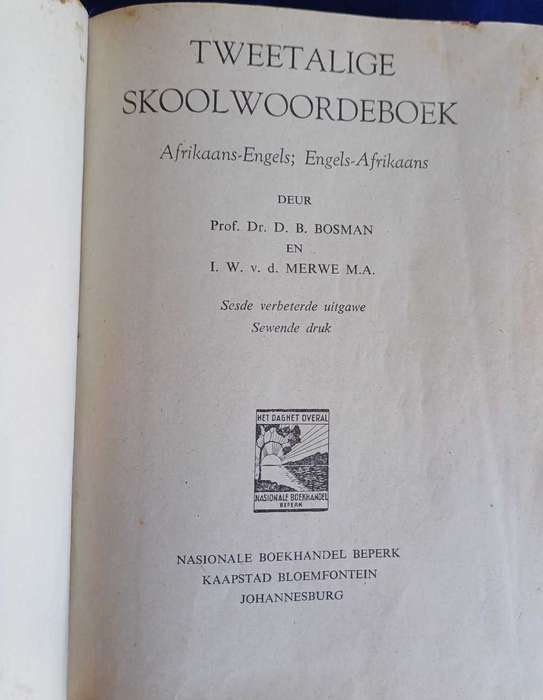 TWEETALIGE
SKOOLWOORDEBOEK
Afrikaans-Engels; Engels-Afrikaans
DEUR
Prof. Dr. D. B. BOSMAN
EN
I. W. v. d. MERWE M.A.
Sesde verbeterde uitgawe
Sewende druk
HET DAGHET OVERAL
NASIONALE BOEKHANDEL
BEPERK
NASIONALE BOEKHANDEL BEPERK
KAAPSTAD BLOEMFONTEIN
JOHANNESBURG